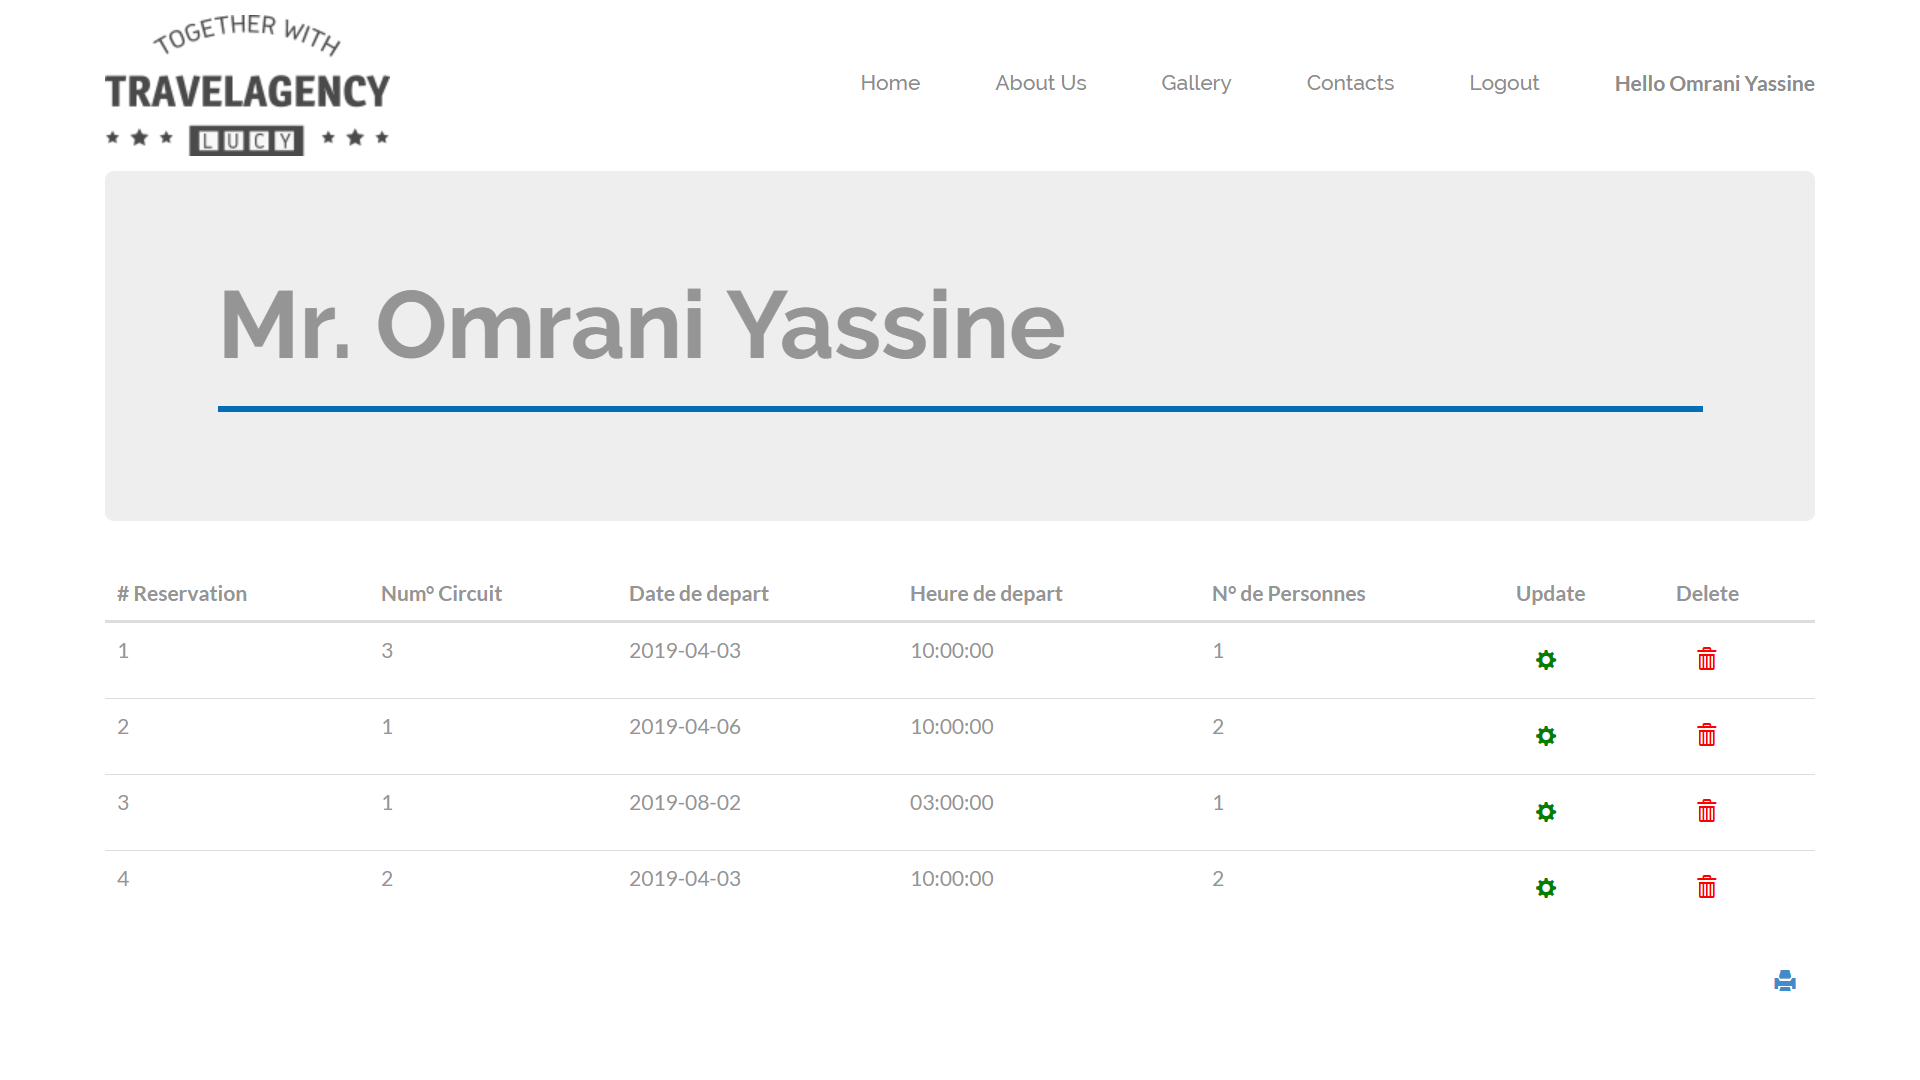 TOGETHER WITH
TRAVELAGENCY
LUCY
Home About Us Gallery Contacts Logout Hello Omrani Yassine
Mr. Omrani Yassine
# Reservation Num° Circuit Date de depart Heure de depart N° de Personnes Update Delete
1 3 2019-04-03 10:00:00 1
2 1 2019-04-06 10:00:00 2
3 1 2019-08-02 03:00:00 1
4 2 2019-04-03 10:00:00 2